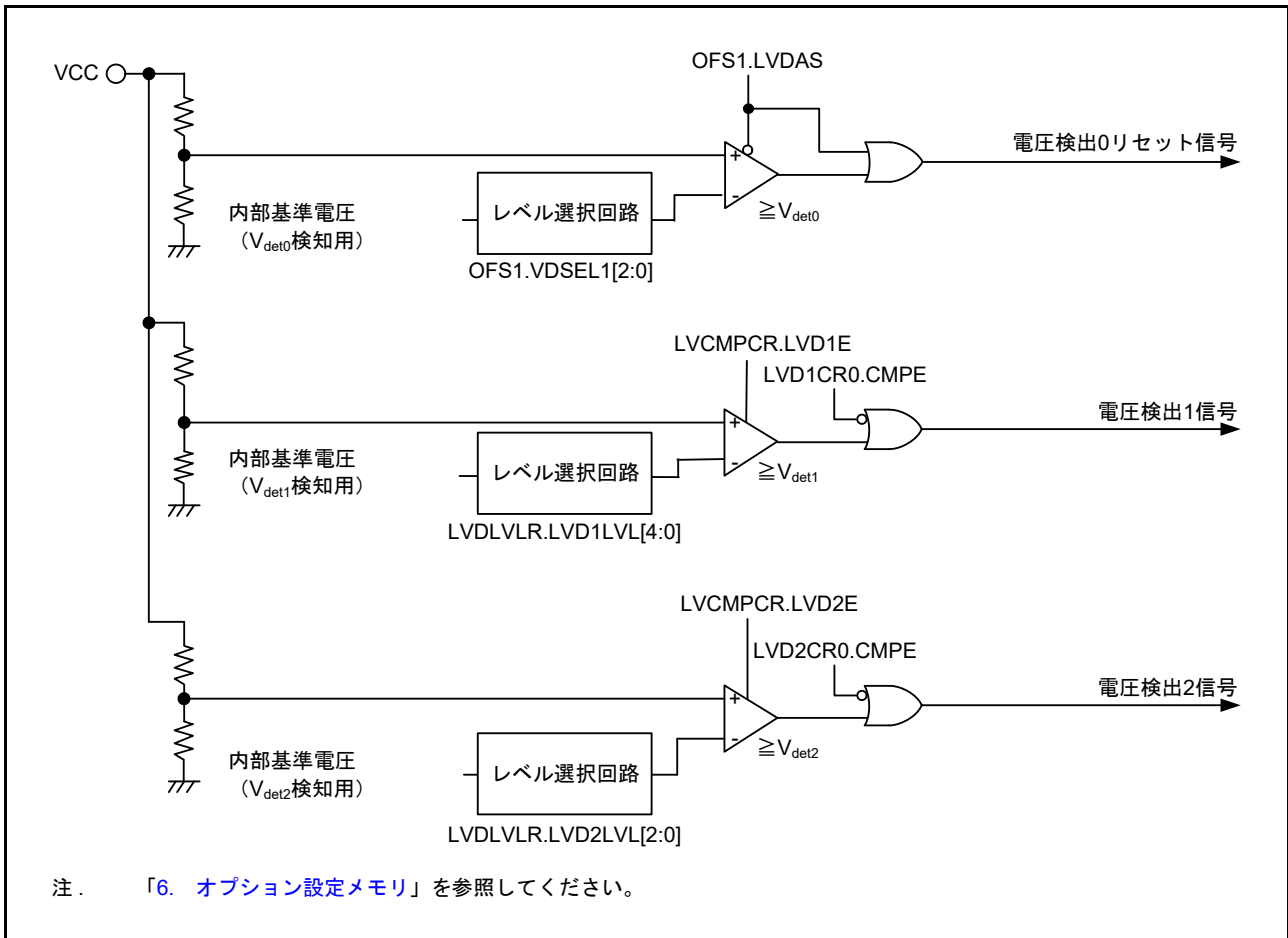 VCC
OFS1.LVDAS
電圧検出0リセット信号
+
-
内部基準電圧
（Vdet0検知用）
レベル選択回路
≧Vdet0
OFS1.VDSEL1[2:0]
LVCMPCR.LVD1E
LVD1CR0.CMPE
電圧検出1信号
+
-
内部基準電圧
（Vdet1検知用）
レベル選択回路
≧Vdet1
LVDLVLR.LVD1LVL[4:0]
LVCMPCR.LVD2E
LVD2CR0.CMPE
電圧検出2信号
+
-
内部基準電圧
（Vdet2検知用）
レベル選択回路
≧Vdet2
LVDLVLR.LVD2LVL[2:0]
注． 「6. オプション設定メモリ」を参照してください。